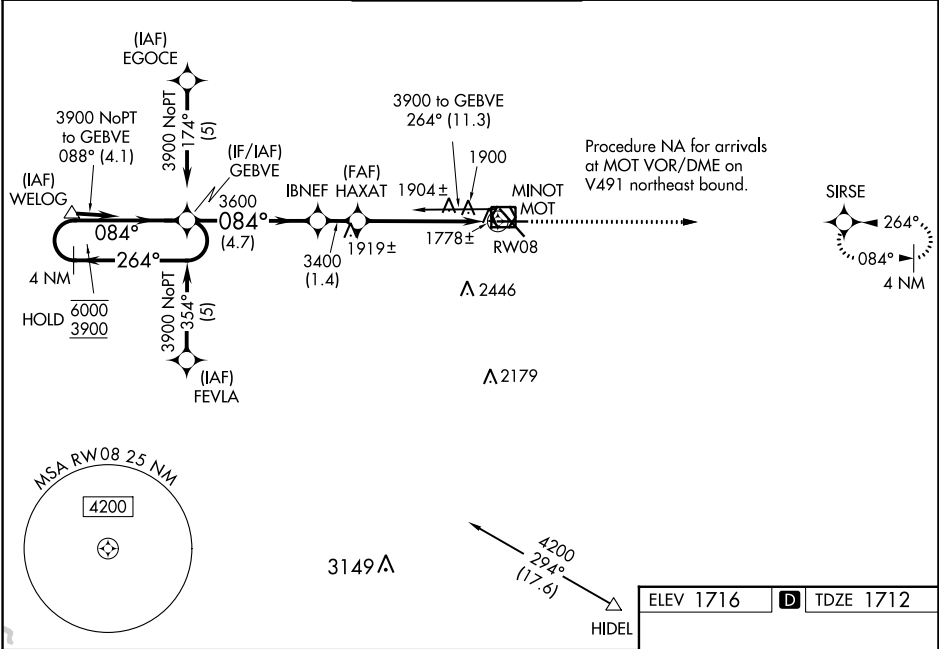 (IAF)
EGOCE
3900 NoPT
to GEBVE
088° (4.1)
3900 NoPT
174°
(5)
(IF/IAF)
GEBVE
3900 to GEBVE
264° (11.3)
1900
Procedure NA for arrivals
at MOT VOR/DME on
V491 northeast bound.
(IAF)
WELOG
IBNEF
(FAF)
HAXAT
1904±
MINOT
MOT
SIRSE
3600
084°
084°
(4.7)
264°
3400
(1.4)
1919±
1778±
RW08
264°
084°
4 NM
4 NM
HOLD
6000
3900
3900 NoPT
354°
(5)
2446
2179
(IAF)
FEVLA
MSA RW08 25 NM
4200
3149
4200
294°
(17.6)
HIDEL
ELEV 1716 D TDZE 1712